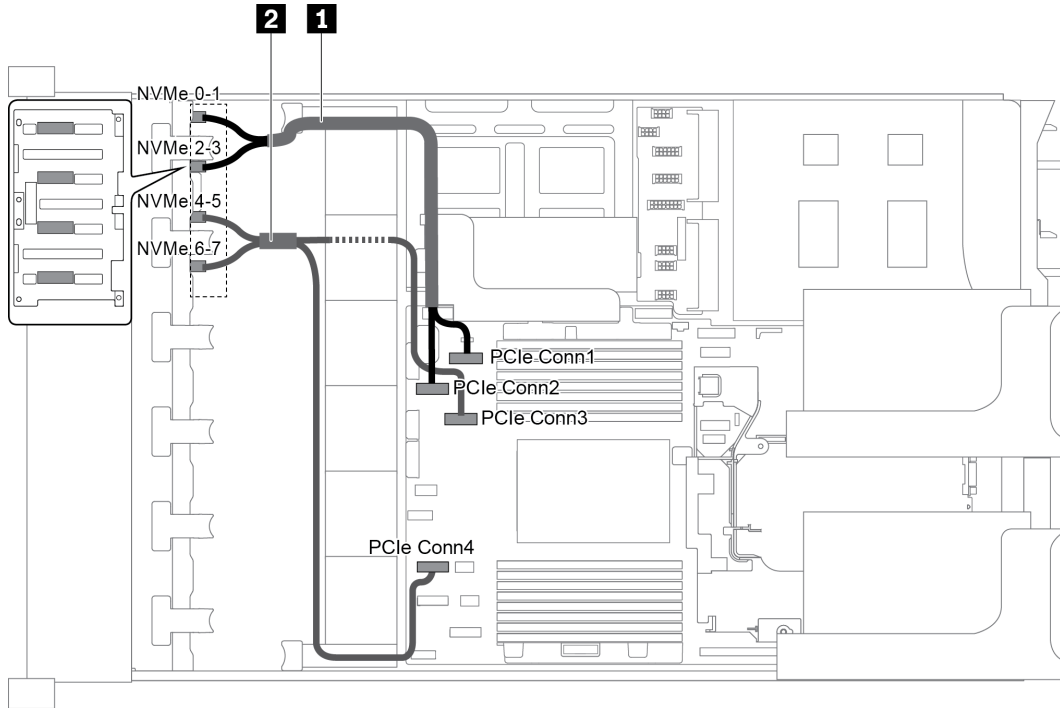 2 1
NVMe 0-1
NVMe 2-3
NVMe 4-5
NVMe 6-7
PCIe Conn1
PCIe Conn2
PCIe Conn3
PCIe Conn4